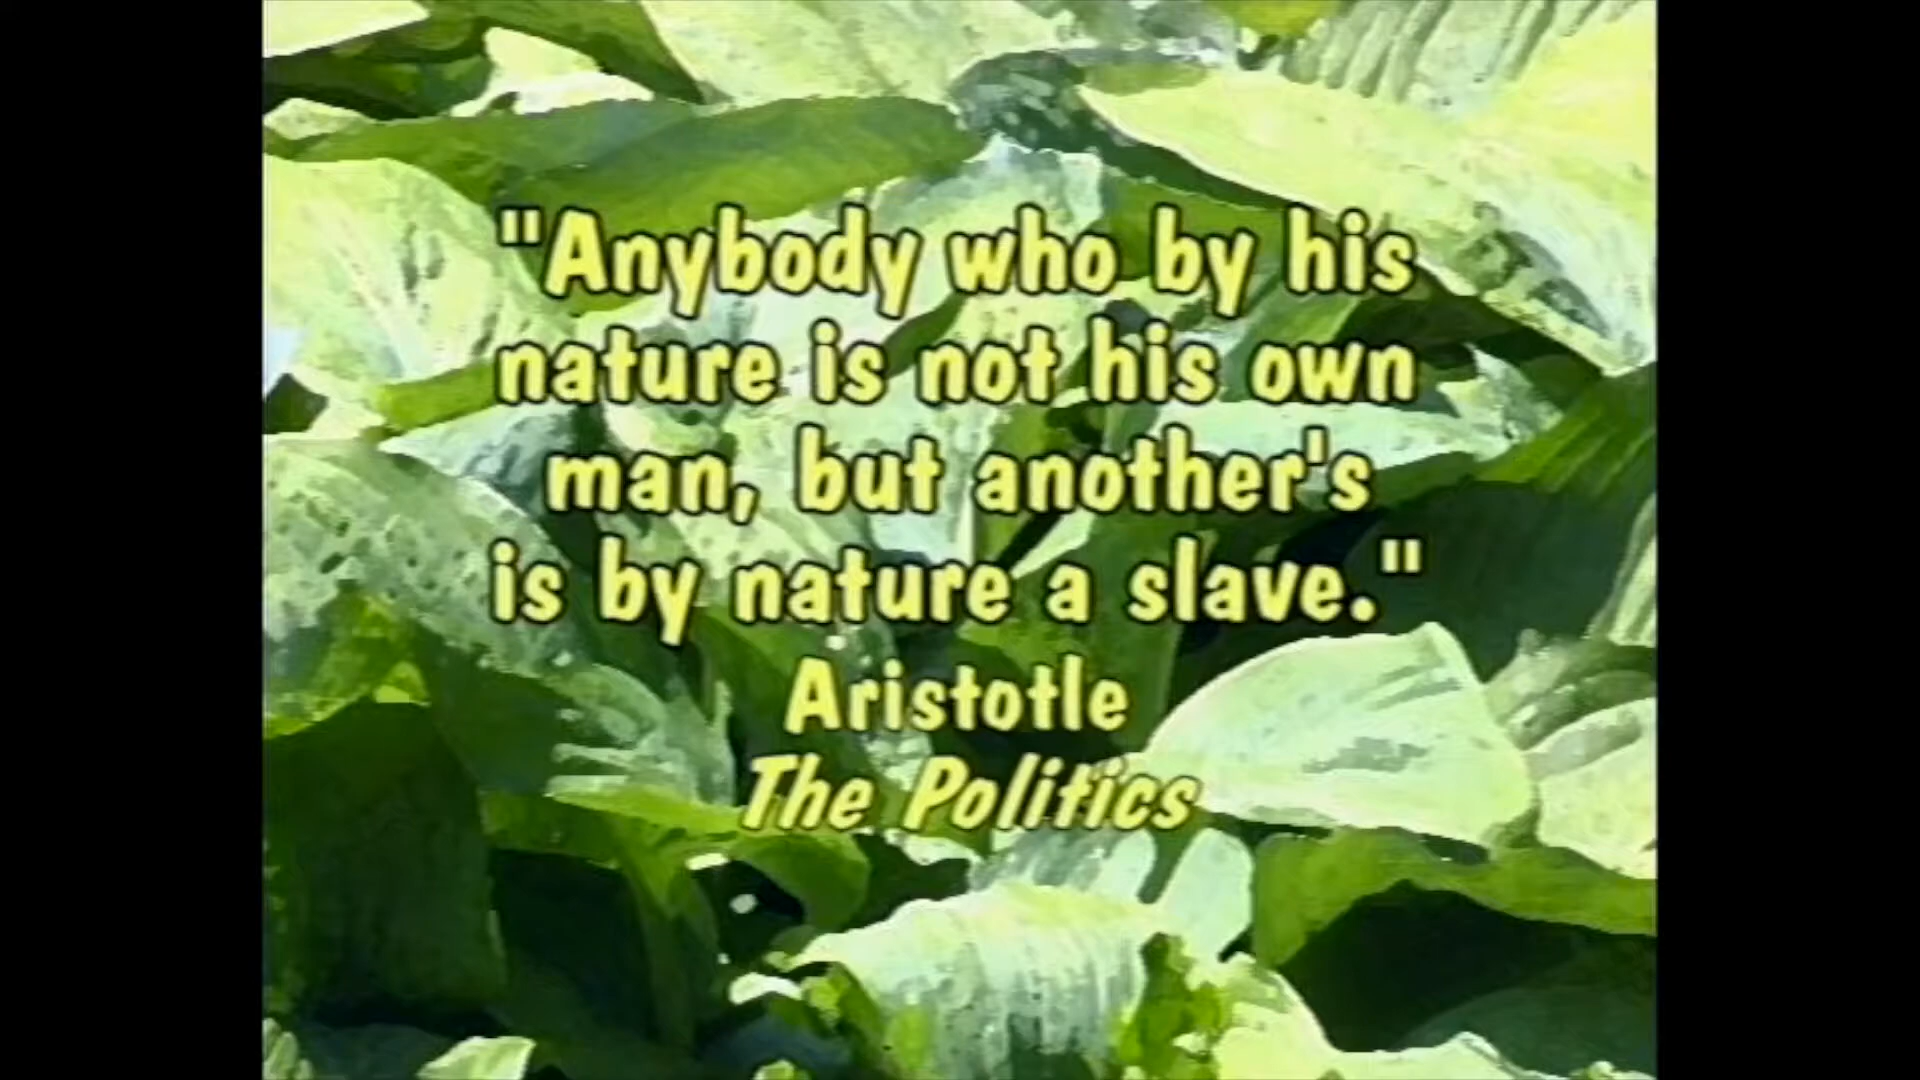 "Anybody who by his
nature is not his own
man, but another's
is by nature a slave."
Aristotle
The Politics